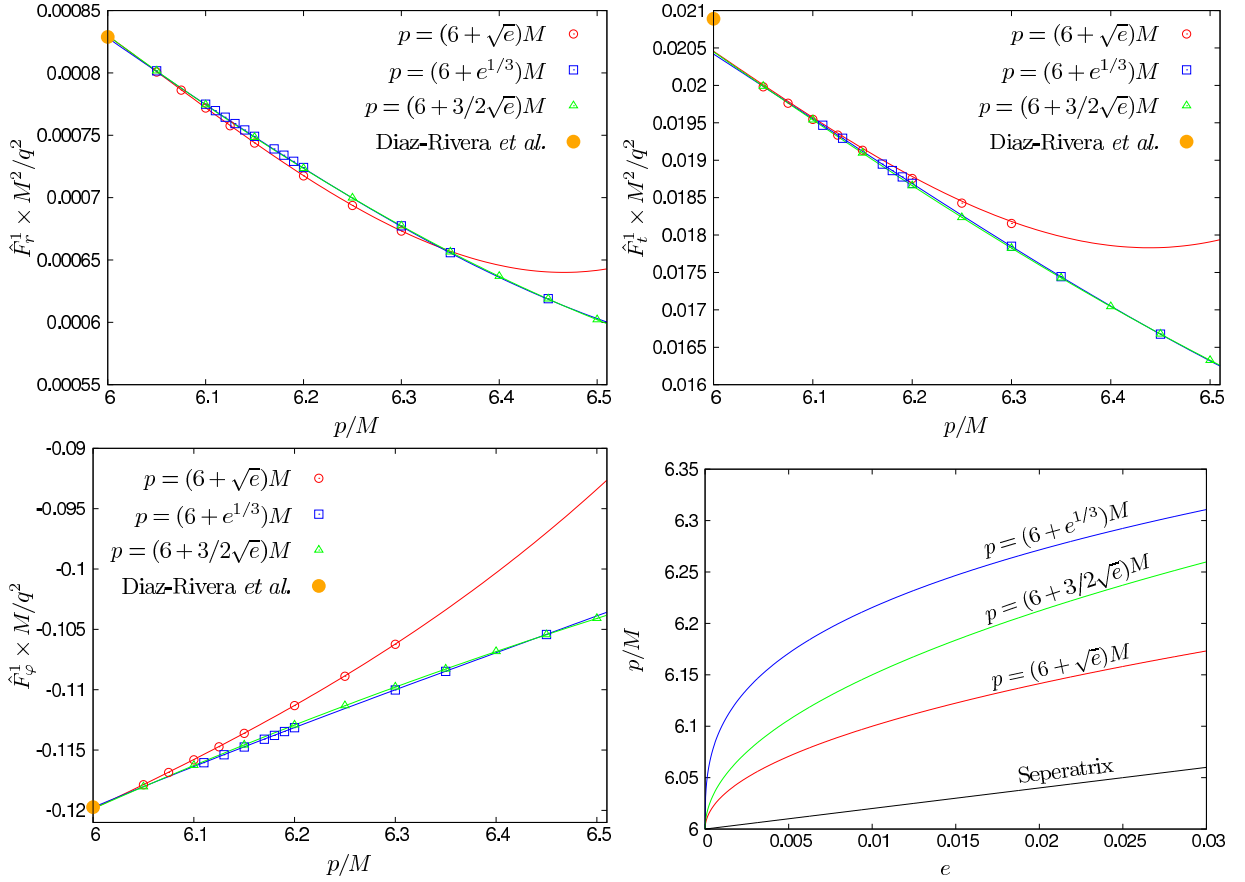 0.00085
0.0008
0.00075
0.0007
0.00065
0.0006
0.00055
6 6.1 6.2 6.3 6.4 6.5
p/M
F̂_r^1 × M²/q²
p = (6 + √e)M
p = (6 + e^{1/3})M
p = (6 + 3/2√e)M
Diaz-Rivera et al.
0.021
0.0205
0.02
0.0195
0.019
0.0185
0.018
0.0175
0.017
0.0165
0.016
6 6.1 6.2 6.3 6.4 6.5
p/M
F̂_t^1 × M²/q²
p = (6 + √e)M
p = (6 + e^{1/3})M
p = (6 + 3/2√e)M
Diaz-Rivera et al.
-0.09
-0.095
-0.1
-0.105
-0.11
-0.115
-0.12
6 6.1 6.2 6.3 6.4 6.5
p/M
F̂_φ^1 × M/q²
p = (6 + √e)M
p = (6 + e^{1/3})M
p = (6 + 3/2√e)M
Diaz-Rivera et al.
6.35
6.3
6.25
6.2
6.15
6.1
6.05
6
0 0.005 0.01 0.015 0.02 0.025 0.03
e
p/M
p = (6 + e^{1/3})M
p = (6 + 3/2√e)M
p = (6 + √e)M
Seperatrix